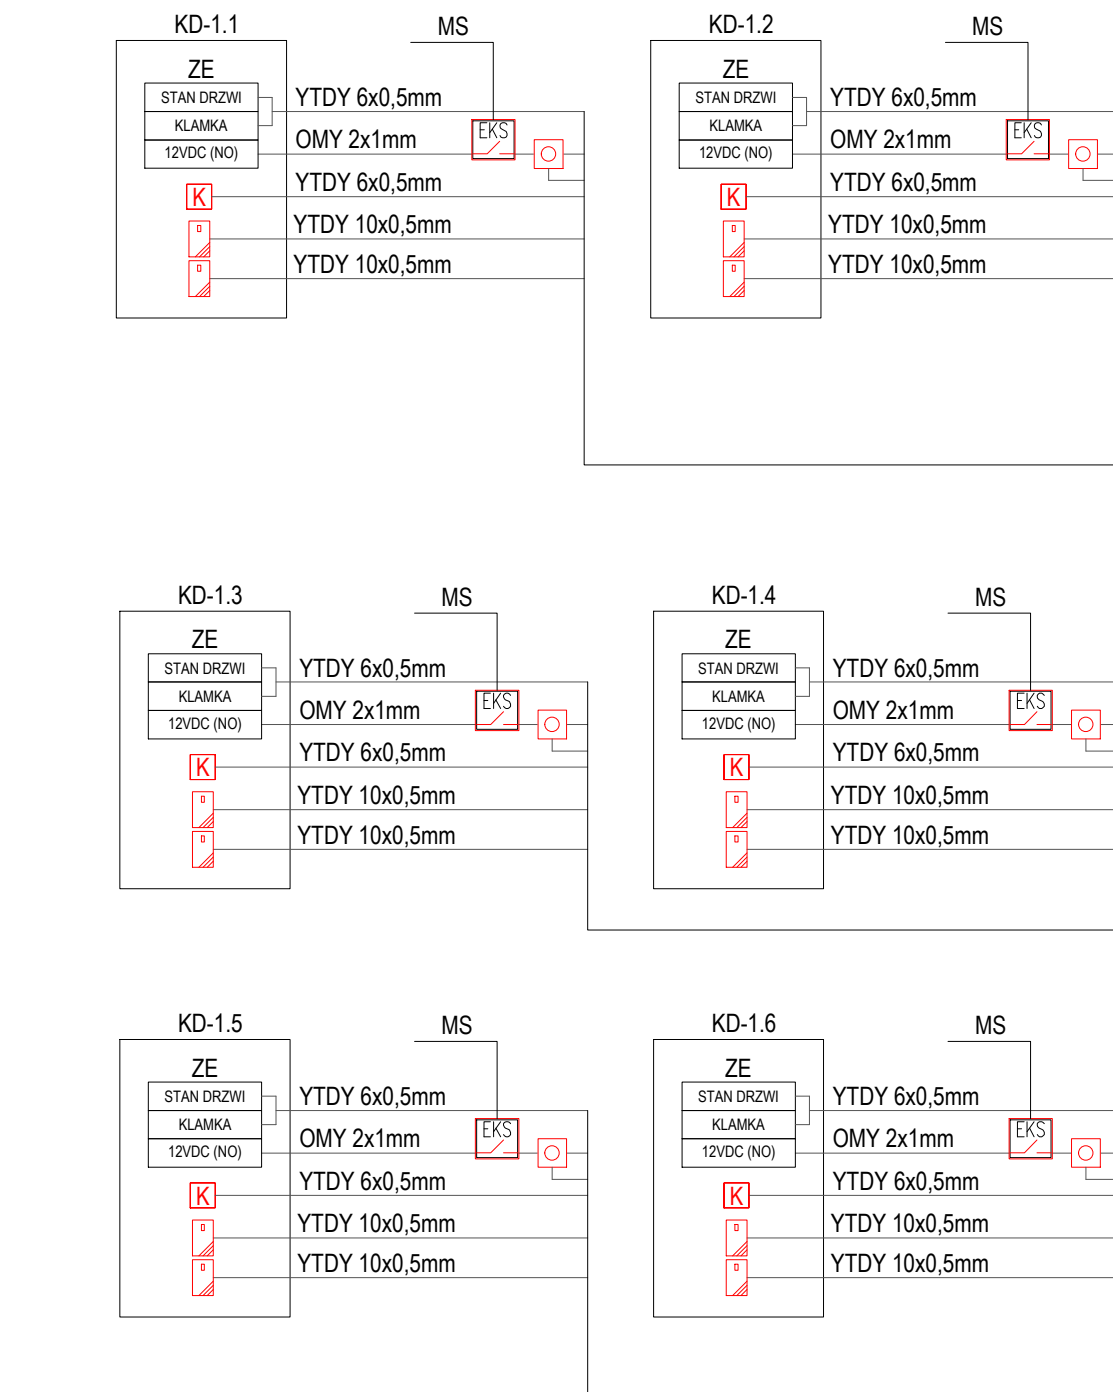 KD-1.1
MS
ZE
STAN DRZWI
KLAMKA
12VDC (NO)
YTDY 6x0,5mm
OMY 2x1mm
EKS
K
YTDY 6x0,5mm
YTDY 10x0,5mm
YTDY 10x0,5mm
KD-1.2
MS
ZE
STAN DRZWI
KLAMKA
12VDC (NO)
YTDY 6x0,5mm
OMY 2x1mm
EKS
K
YTDY 6x0,5mm
YTDY 10x0,5mm
YTDY 10x0,5mm
KD-1.3
MS
ZE
STAN DRZWI
KLAMKA
12VDC (NO)
YTDY 6x0,5mm
OMY 2x1mm
EKS
K
YTDY 6x0,5mm
YTDY 10x0,5mm
YTDY 10x0,5mm
KD-1.4
MS
ZE
STAN DRZWI
KLAMKA
12VDC (NO)
YTDY 6x0,5mm
OMY 2x1mm
EKS
K
YTDY 6x0,5mm
YTDY 10x0,5mm
YTDY 10x0,5mm
KD-1.5
MS
ZE
STAN DRZWI
KLAMKA
12VDC (NO)
YTDY 6x0,5mm
OMY 2x1mm
EKS
K
YTDY 6x0,5mm
YTDY 10x0,5mm
YTDY 10x0,5mm
KD-1.6
MS
ZE
STAN DRZWI
KLAMKA
12VDC (NO)
YTDY 6x0,5mm
OMY 2x1mm
EKS
K
YTDY 6x0,5mm
YTDY 10x0,5mm
YTDY 10x0,5mm